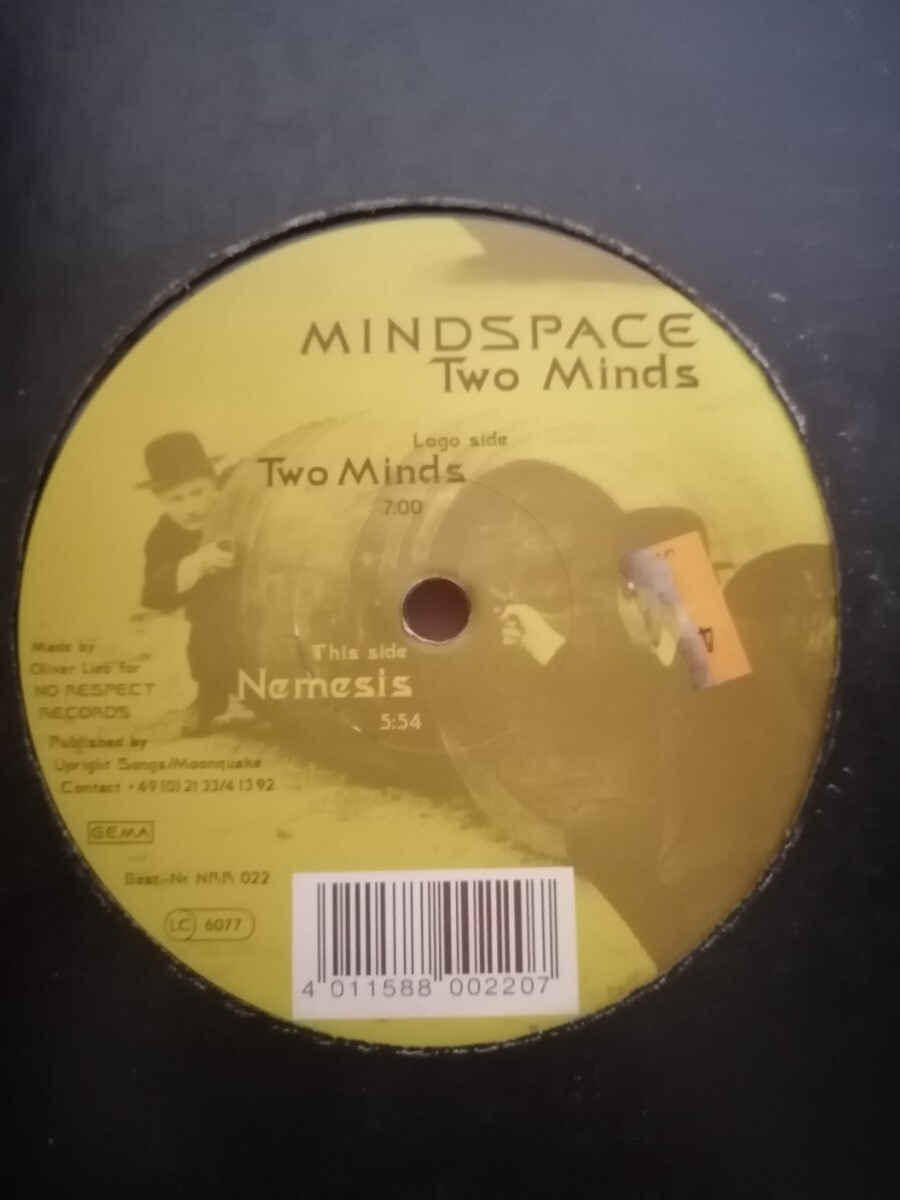 MINDSPACE
Two Minds
Logo side
Two Minds
7:00
This side
Nemesis
5:54
Made by
Oliver Lieb for
NO RESPECT
RECORDS
Published by
Upright Songs/Moonquake
Contact +49 (0) 21 33/4 13 92
GEMA
Best.-Nr. NRR 022
LC 6077
4
4 011588 002207